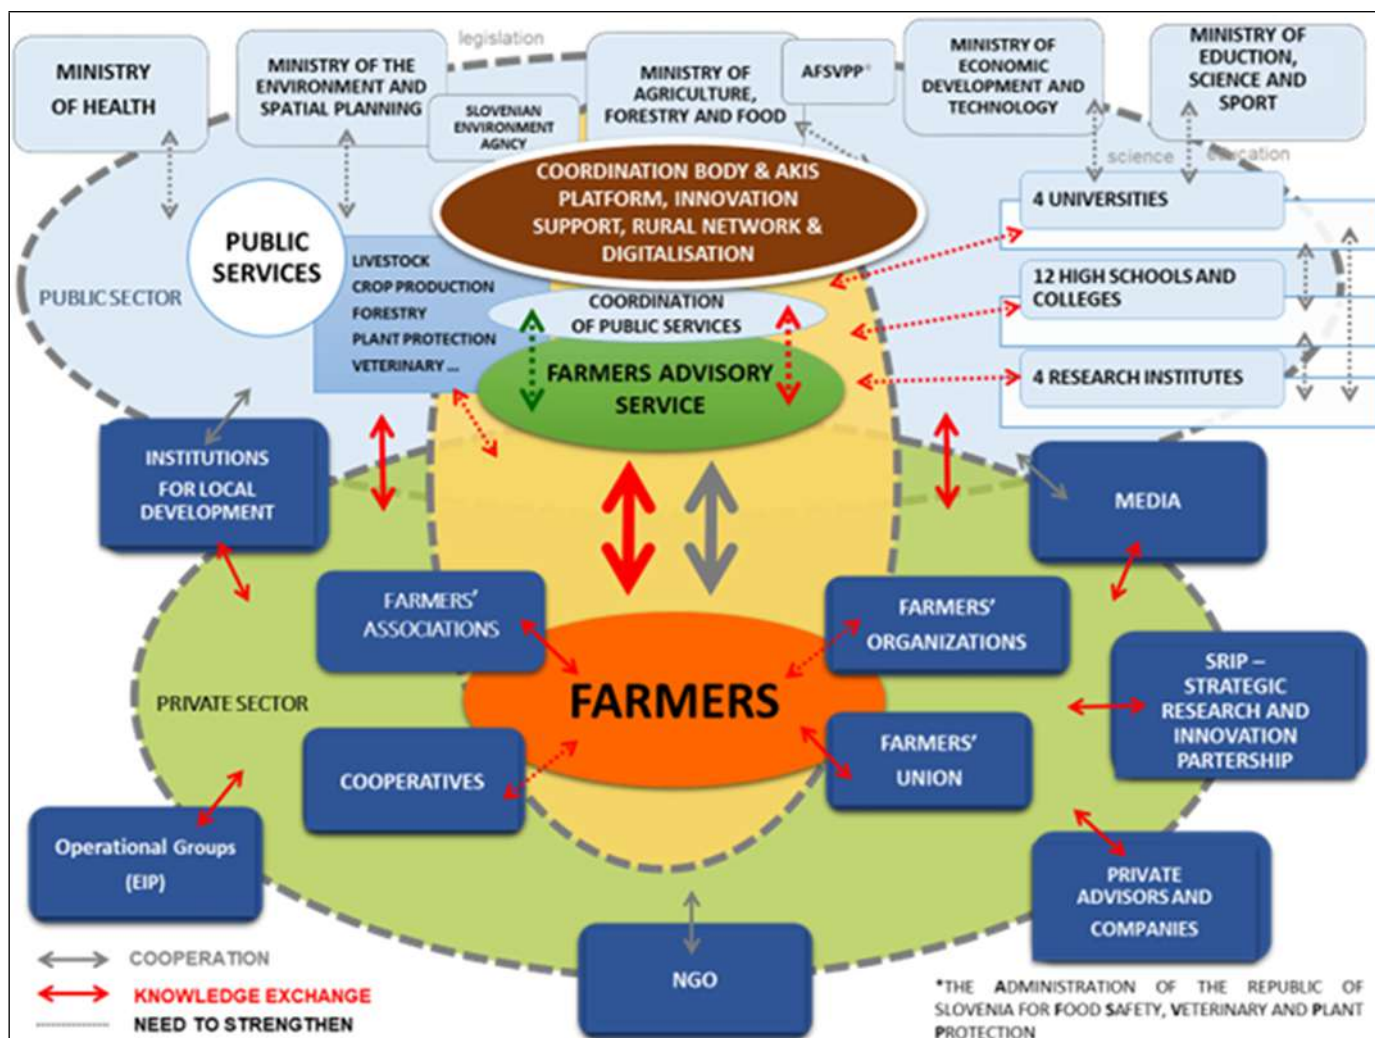 legislation
MINISTRY
OF HEALTH
MINISTRY OF THE
ENVIRONMENT AND
SPATIAL PLANNING
SLOVENIAN
ENVIRONMENT
AGNCY
MINISTRY OF
AGRICULTURE,
FORESTRY AND FOOD
AFSVPP*
MINISTRY OF
ECONOMIC
DEVELOPMENT AND
TECHNOLOGY
MINISTRY OF
EDUCTION,
SCIENCE AND
SPORT
science
education
COORDINATION BODY & AKIS
PLATFORM, INNOVATION
SUPPORT, RURAL NETWORK &
DIGITALISATION
4 UNIVERSITIES
PUBLIC
SERVICES
PUBLIC SECTOR
LIVESTOCK
CROP PRODUCTION
FORESTRY
PLANT PROTECTION
VETERINARY ...
COORDINATION
OF PUBLIC SERVICES
12 HIGH SCHOOLS AND
COLLEGES
FARMERS ADVISORY
SERVICE
4 RESEARCH INSTITUTES
INSTITUTIONS
FOR LOCAL
DEVELOPMENT
MEDIA
FARMERS'
ASSOCIATIONS
FARMERS'
ORGANIZATIONS
PRIVATE SECTOR
FARMERS
SRIP –
STRATEGIC
RESEARCH AND
INNOVATION
PARTERSHIP
COOPERATIVES
FARMERS'
UNION
Operational Groups
(EIP)
PRIVATE
ADVISORS AND
COMPANIES
NGO
COOPERATION
KNOWLEDGE EXCHANGE
NEED TO STRENGTHEN
*THE ADMINISTRATION OF THE REPUBLIC OF
SLOVENIA FOR FOOD SAFETY, VETERINARY AND PLANT
PROTECTION